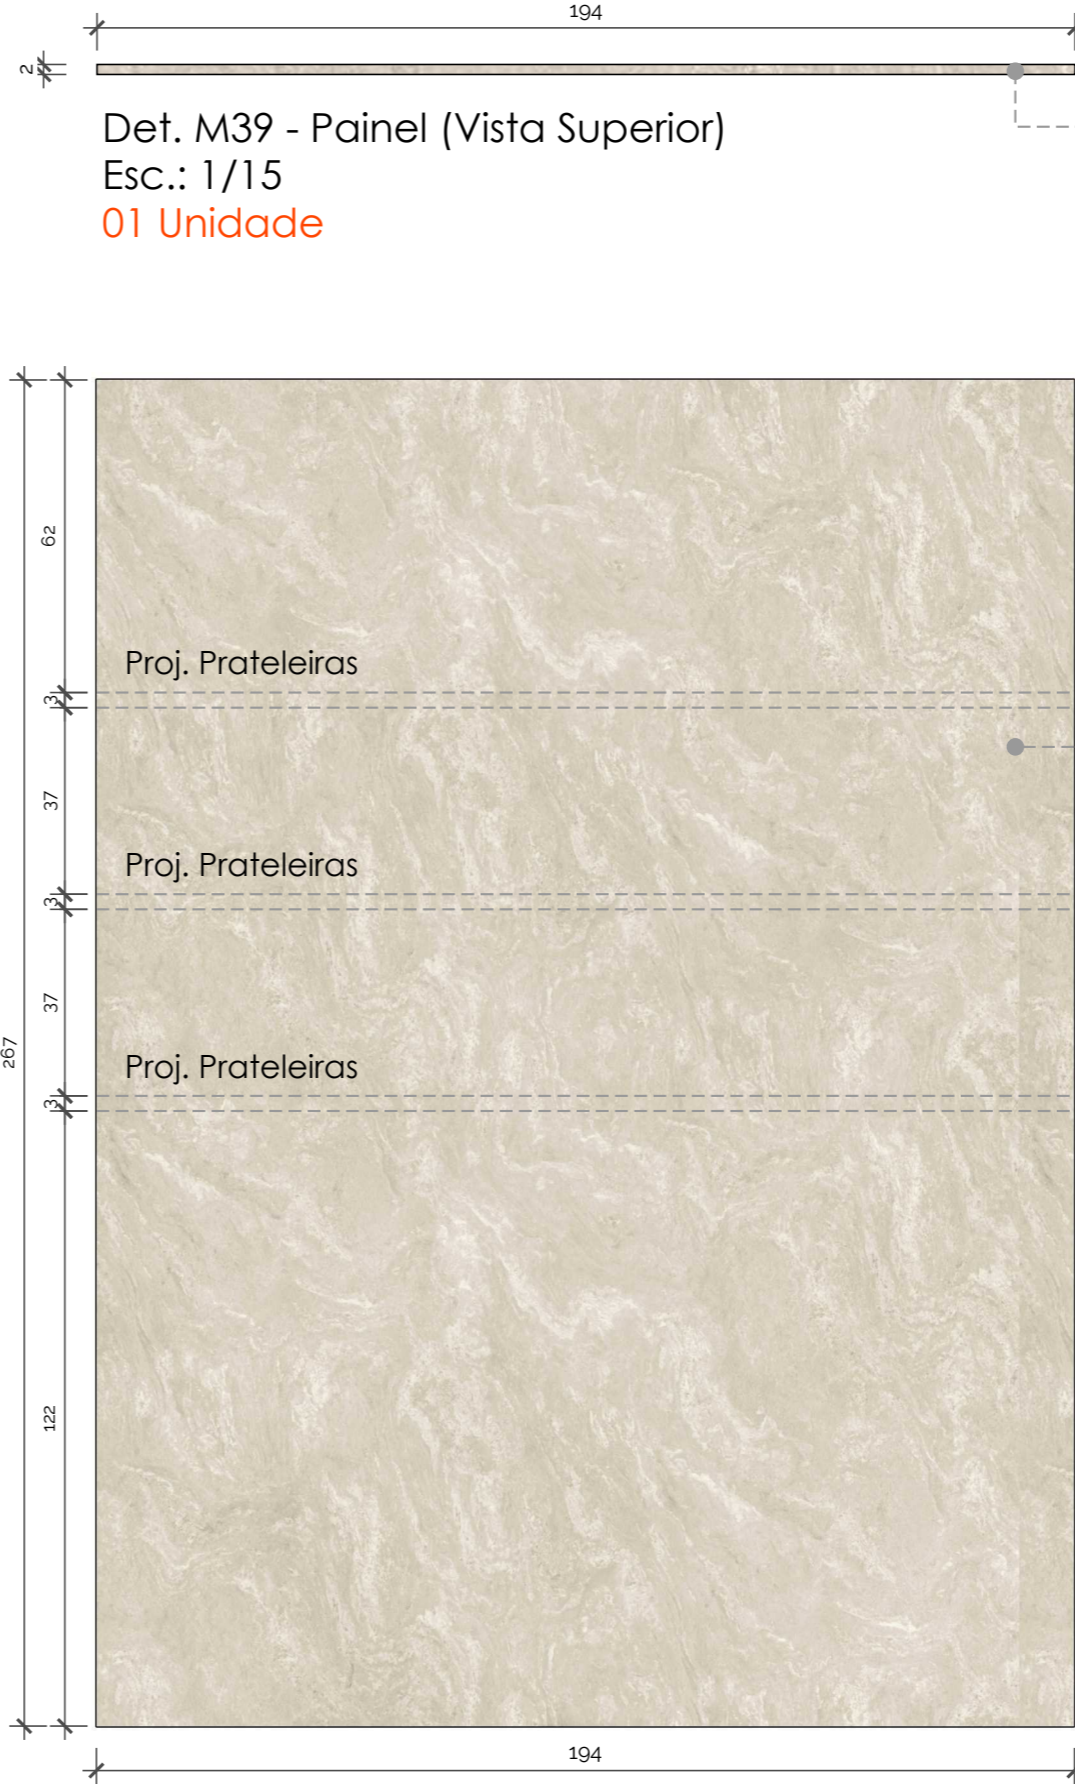 194
2
Det. M39 - Painel (Vista Superior)
Esc.: 1/15
01 Unidade
62
Proj. Prateleiras
3
37
Proj. Prateleiras
3
37
267
Proj. Prateleiras
3
122
194